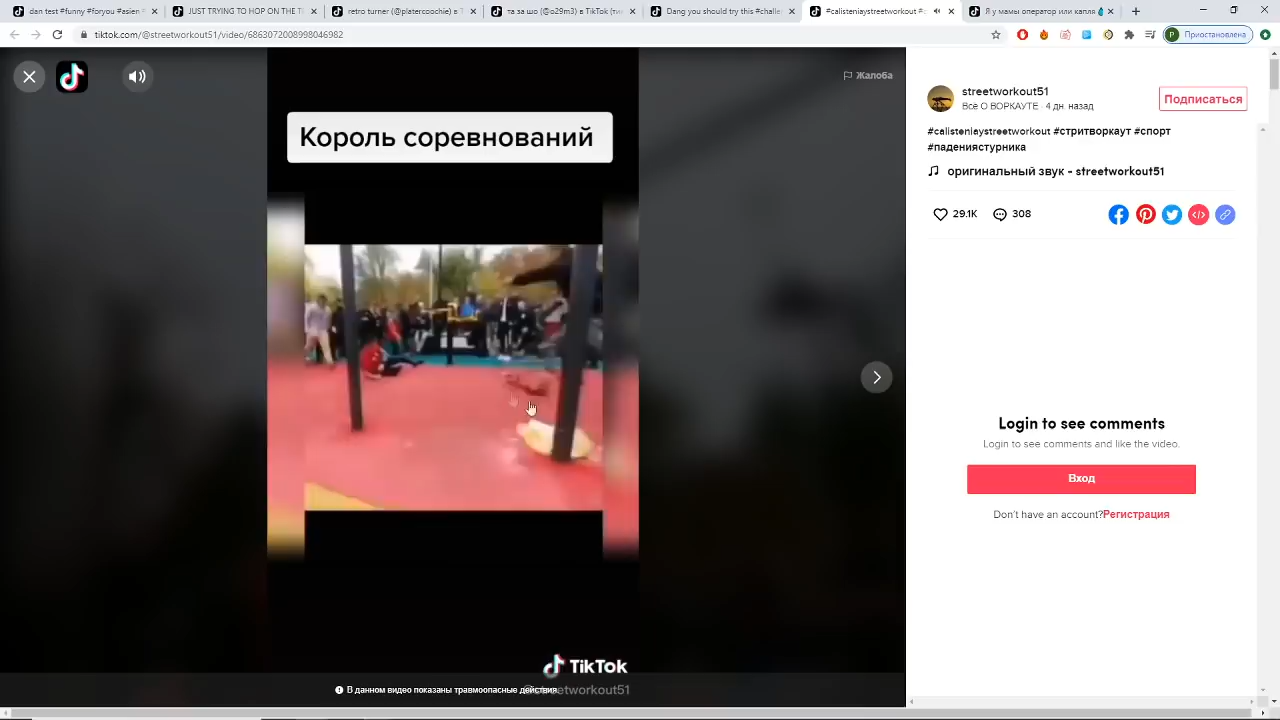 dan test#funny #foryou #asien
JUST TRYING TO HOP ON THE T
retro turner (@platercoochie) в T
та за шо (@o29m3) в TikTok (тик
Dang you should try this #challe
#calisteniaystreetworkout #с
Я у мамы оператор или капля
tiktok.com/@streetworkout51/video/6863072008998046982
Приостановлена
Жалоба
Король соревнований
TikTok
@streetworkout51
В данном видео показаны травмоопасные действия.
streetworkout51
Все О ВОРКАУТЕ · 4 дн. назад
Подписаться
#calisteniaystreetworkout #стритворкаут #спорт
#падениястурника
оригинальный звук - streetworkout51
29.1K
308
Login to see comments
Login to see comments and like the video.
Вход
Don't have an account?Регистрация